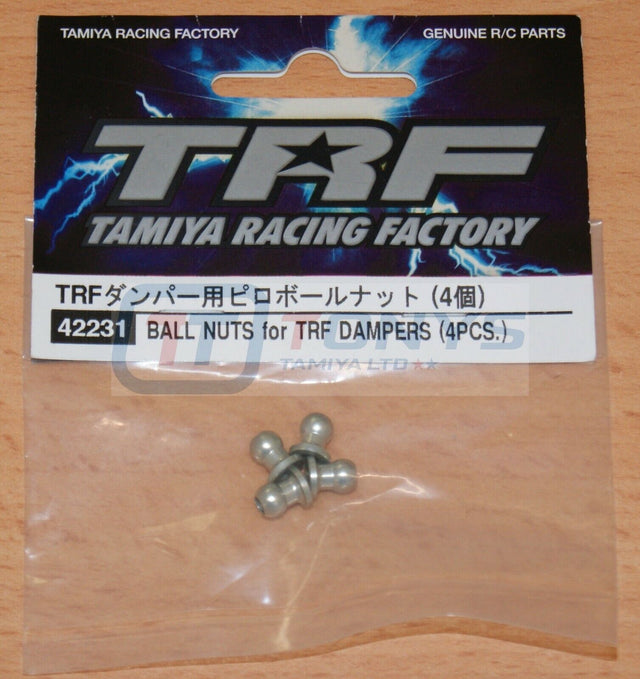 TAMIYA RACING FACTORY
GENUINE R/C PARTS
TRF
TAMIYA RACING FACTORY
TRFダンパー用ピロボールナット (4個)
42231 BALL NUTS for TRF DAMPERS (4PCS.)
TT TONYS
TAMIYA LTD